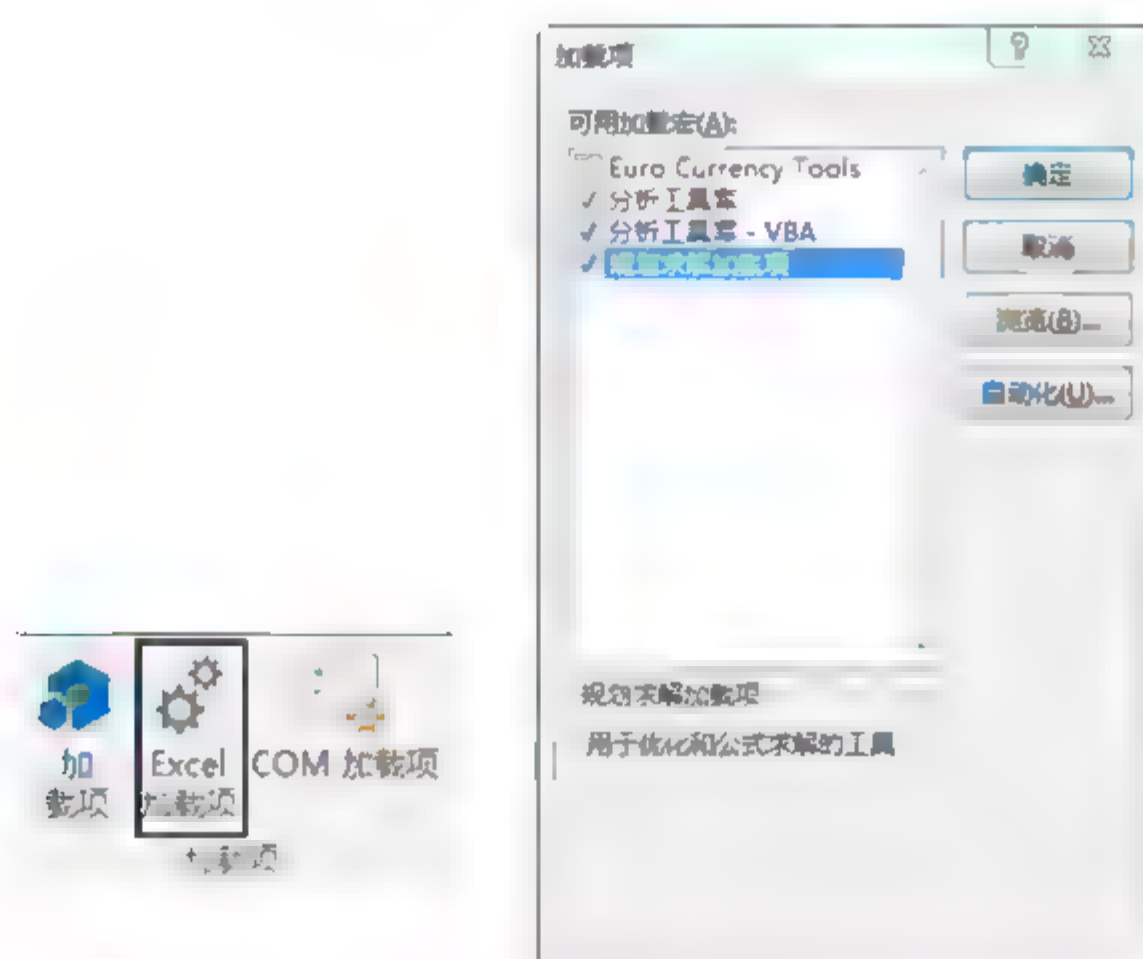 加载项
可用加载宏(A):
Euro Currency Tools
分析工具库
分析工具库 - VBA
规划求解加载项
确定
取消
浏览(B)...
自动化(U)...
规划求解加载项
用于优化和公式求解的工具
加
载项
Excel
加载项
COM 加载项
加载项